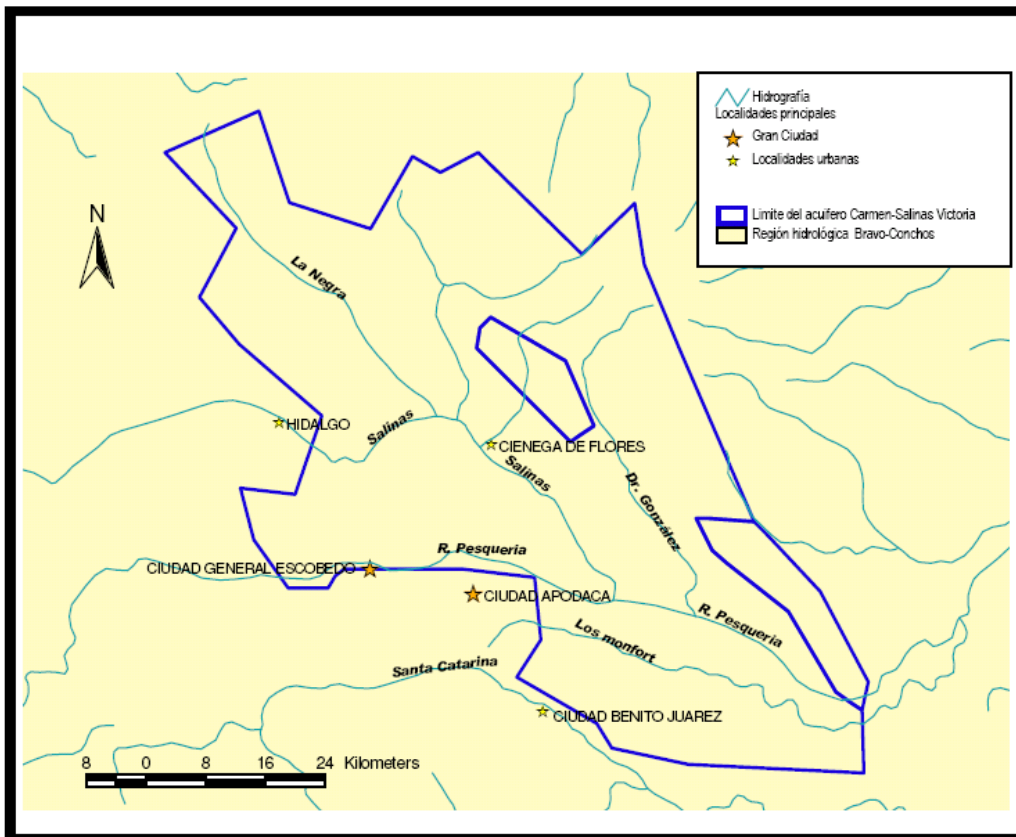 Hidrografía
Localidades principales
Gran Ciudad
Localidades urbanas
Limite del acuifero Carmen-Salinas Victoria
Región hidrológica Bravo-Conchos
N
La Negra
HIDALGO
Salinas
CIENEGA DE FLORES
Salinas
Dr. González
R. Pesqueria
CIUDAD GENERAL ESCOBEDO
CIUDAD APODACA
R. Pesqueria
Los monfort
Santa Catarina
CIUDAD BENITO JUAREZ
8 0 8 16 24 Kilometers